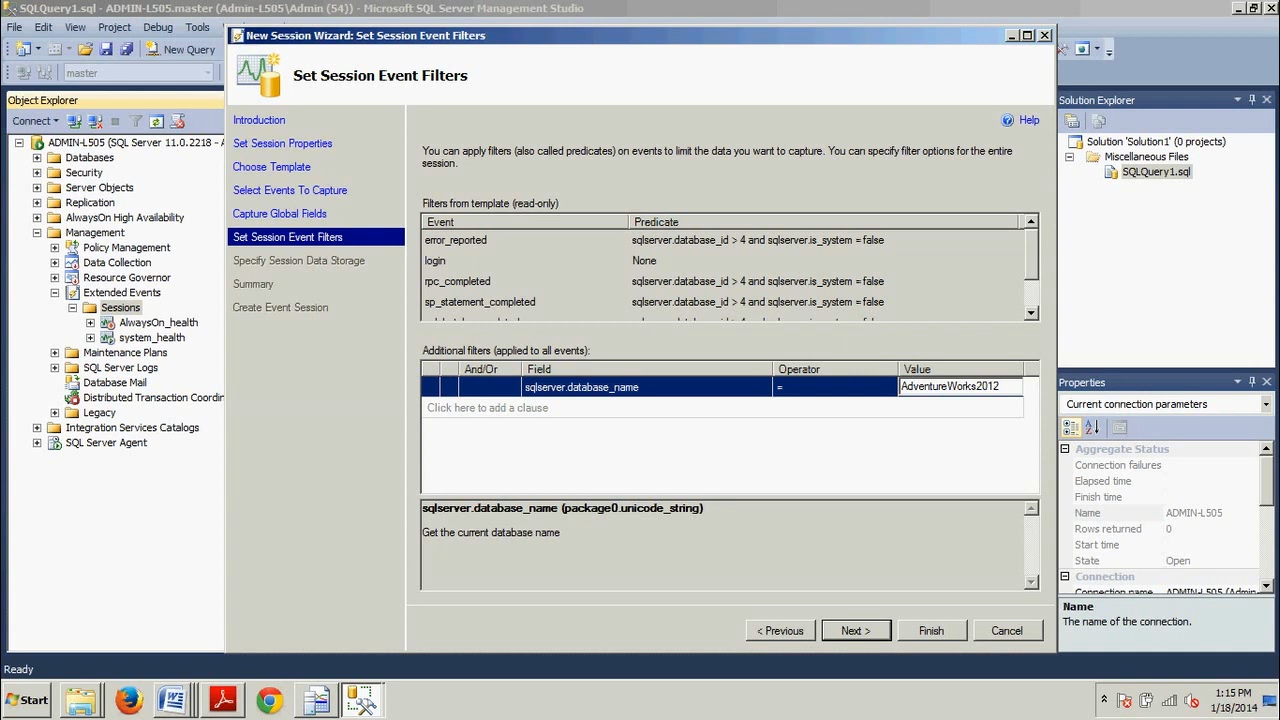 SQLQuery1.sql - ADMIN-L505.master (Admin-L505\Admin (54)) - Microsoft SQL Server Management Studio
File Edit View Project Debug Tools
New Query
master
Object Explorer
Connect
ADMIN-L505 (SQL Server 11.0.2218 - A
Databases
Security
Server Objects
Replication
AlwaysOn High Availability
Management
Policy Management
Data Collection
Resource Governor
Extended Events
Sessions
AlwaysOn_health
system_health
Maintenance Plans
SQL Server Logs
Database Mail
Distributed Transaction Coordin
Legacy
Integration Services Catalogs
SQL Server Agent
New Session Wizard: Set Session Event Filters
Set Session Event Filters
Introduction
Set Session Properties
Choose Template
Select Events To Capture
Capture Global Fields
Set Session Event Filters
Specify Session Data Storage
Summary
Create Event Session
Help
You can apply filters (also called predicates) on events to limit the data you want to capture. You can specify filter options for the entire
session.
Filters from template (read-only)
Event Predicate
error_reported sqlserver.database_id > 4 and sqlserver.is_system = false
login None
rpc_completed sqlserver.database_id > 4 and sqlserver.is_system = false
sp_statement_completed sqlserver.database_id > 4 and sqlserver.is_system = false
Additional filters (applied to all events):
And/Or Field Operator Value
sqlserver.database_name = AdventureWorks2012
Click here to add a clause
sqlserver.database_name (package0.unicode_string)
Get the current database name
< Previous Next > Finish Cancel
Solution Explorer
Solution 'Solution1' (0 projects)
Miscellaneous Files
SQLQuery1.sql
Properties
Current connection parameters
Aggregate Status
Connection failures
Elapsed time
Finish time
Name ADMIN-L505
Rows returned 0
Start time
State Open
Connection
Connection name ADMIN-L505 (Admin
Name
The name of the connection.
Ready
Start
1:15 PM
1/18/2014